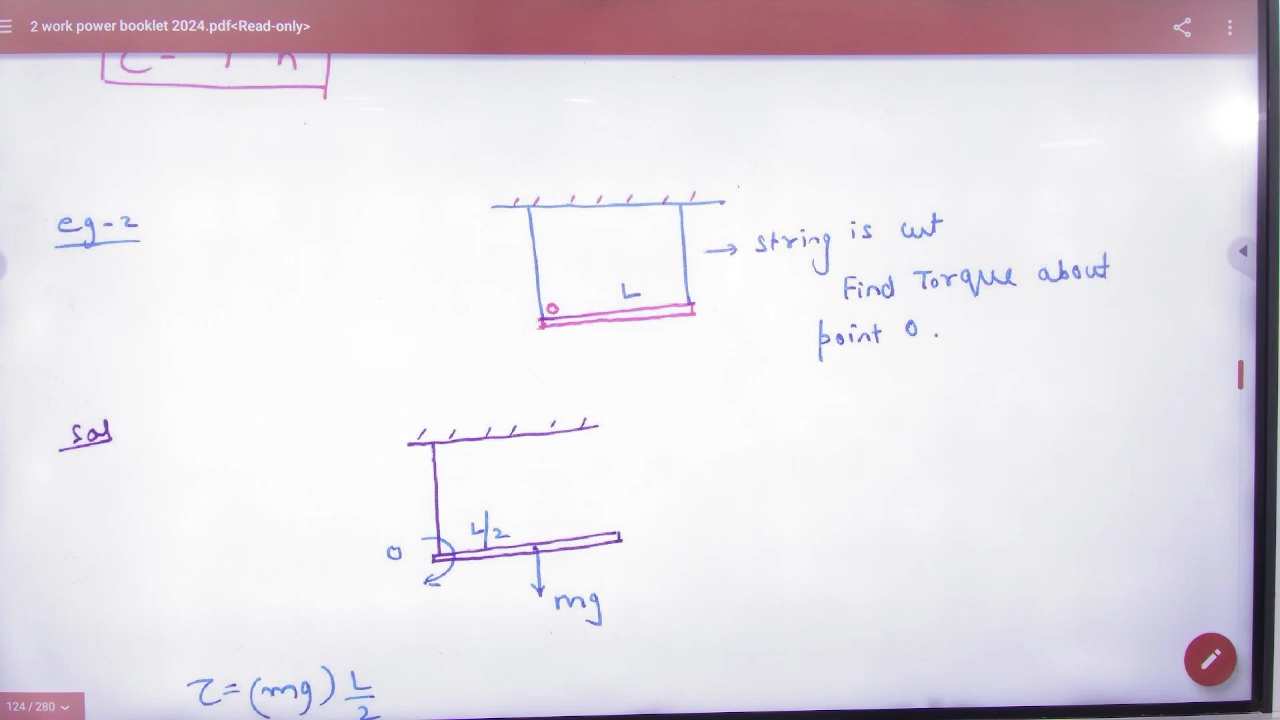 2 work power booklet 2024.pdf<Read-only>
eg-2
→ string is cut
L
Find Torque about
O
point O.
sol
L/2
O
mg
τ = (mg) L/2
124 / 280